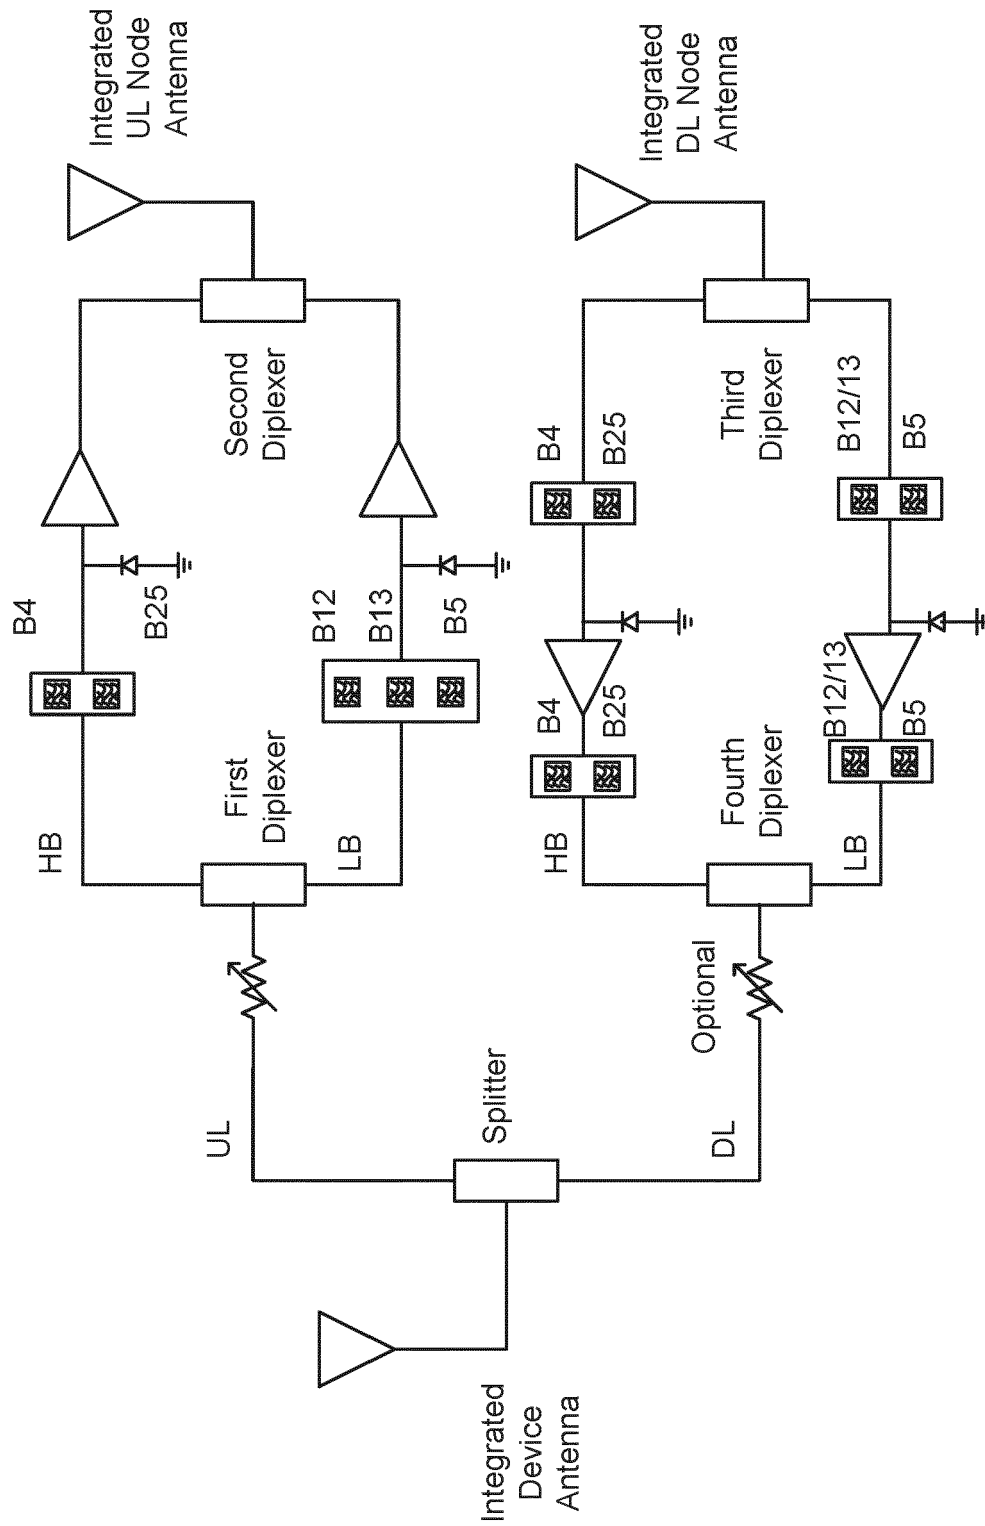 Integrated
UL Node
Antenna
Integrated
DL Node
Antenna
Second
Diplexer
Third
Diplexer
B4
B25
B12/13
B5
B4
B25
B12
B13
B5
B4
B25
B12/13
B5
HB
First
Diplexer
LB
HB
Fourth
Diplexer
LB
Optional
UL
Splitter
DL
Integrated
Device
Antenna